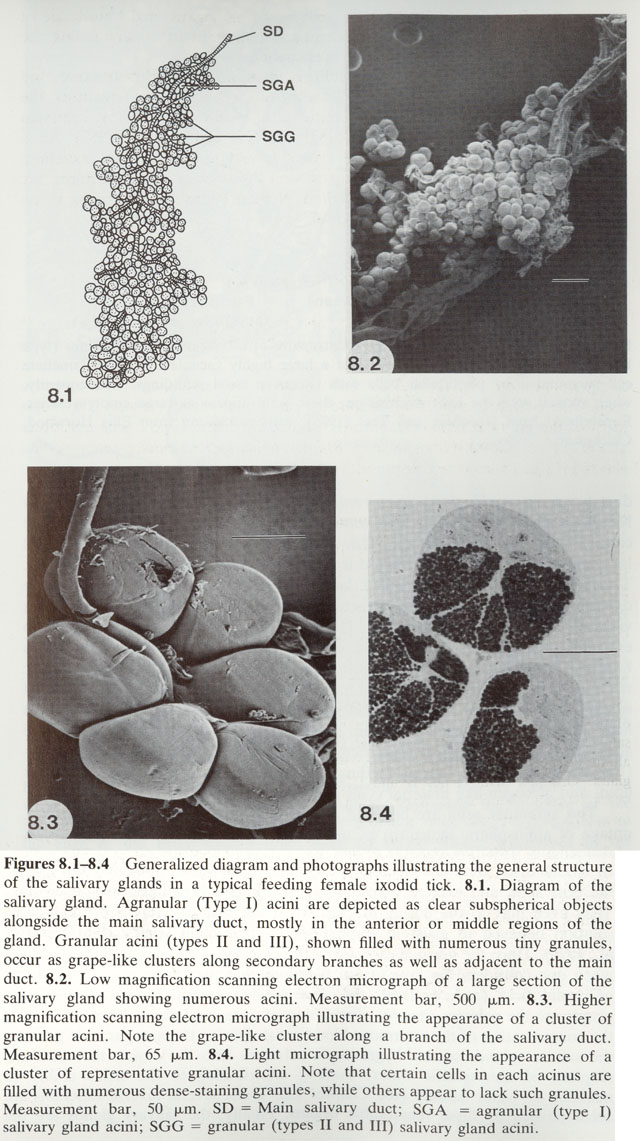 SD
SGA
SGG
8.1
8.2
8.3
8.4
Figures 8.1–8.4 Generalized diagram and photographs illustrating the general structure
of the salivary glands in a typical feeding female ixodid tick. 8.1. Diagram of the
salivary gland. Agranular (Type I) acini are depicted as clear subspherical objects
alongside the main salivary duct, mostly in the anterior or middle regions of the
gland. Granular acini (types II and III), shown filled with numerous tiny granules,
occur as grape-like clusters along secondary branches as well as adjacent to the main
duct. 8.2. Low magnification scanning electron micrograph of a large section of the
salivary gland showing numerous acini. Measurement bar, 500 μm. 8.3. Higher
magnification scanning electron micrograph illustrating the appearance of a cluster of
granular acini. Note the grape-like cluster along a branch of the salivary duct.
Measurement bar, 65 μm. 8.4. Light micrograph illustrating the appearance of a
cluster of representative granular acini. Note that certain cells in each acinus are
filled with numerous dense-staining granules, while others appear to lack such granules.
Measurement bar, 50 μm. SD = Main salivary duct; SGA = agranular (type I)
salivary gland acini; SGG = granular (types II and III) salivary gland acini.